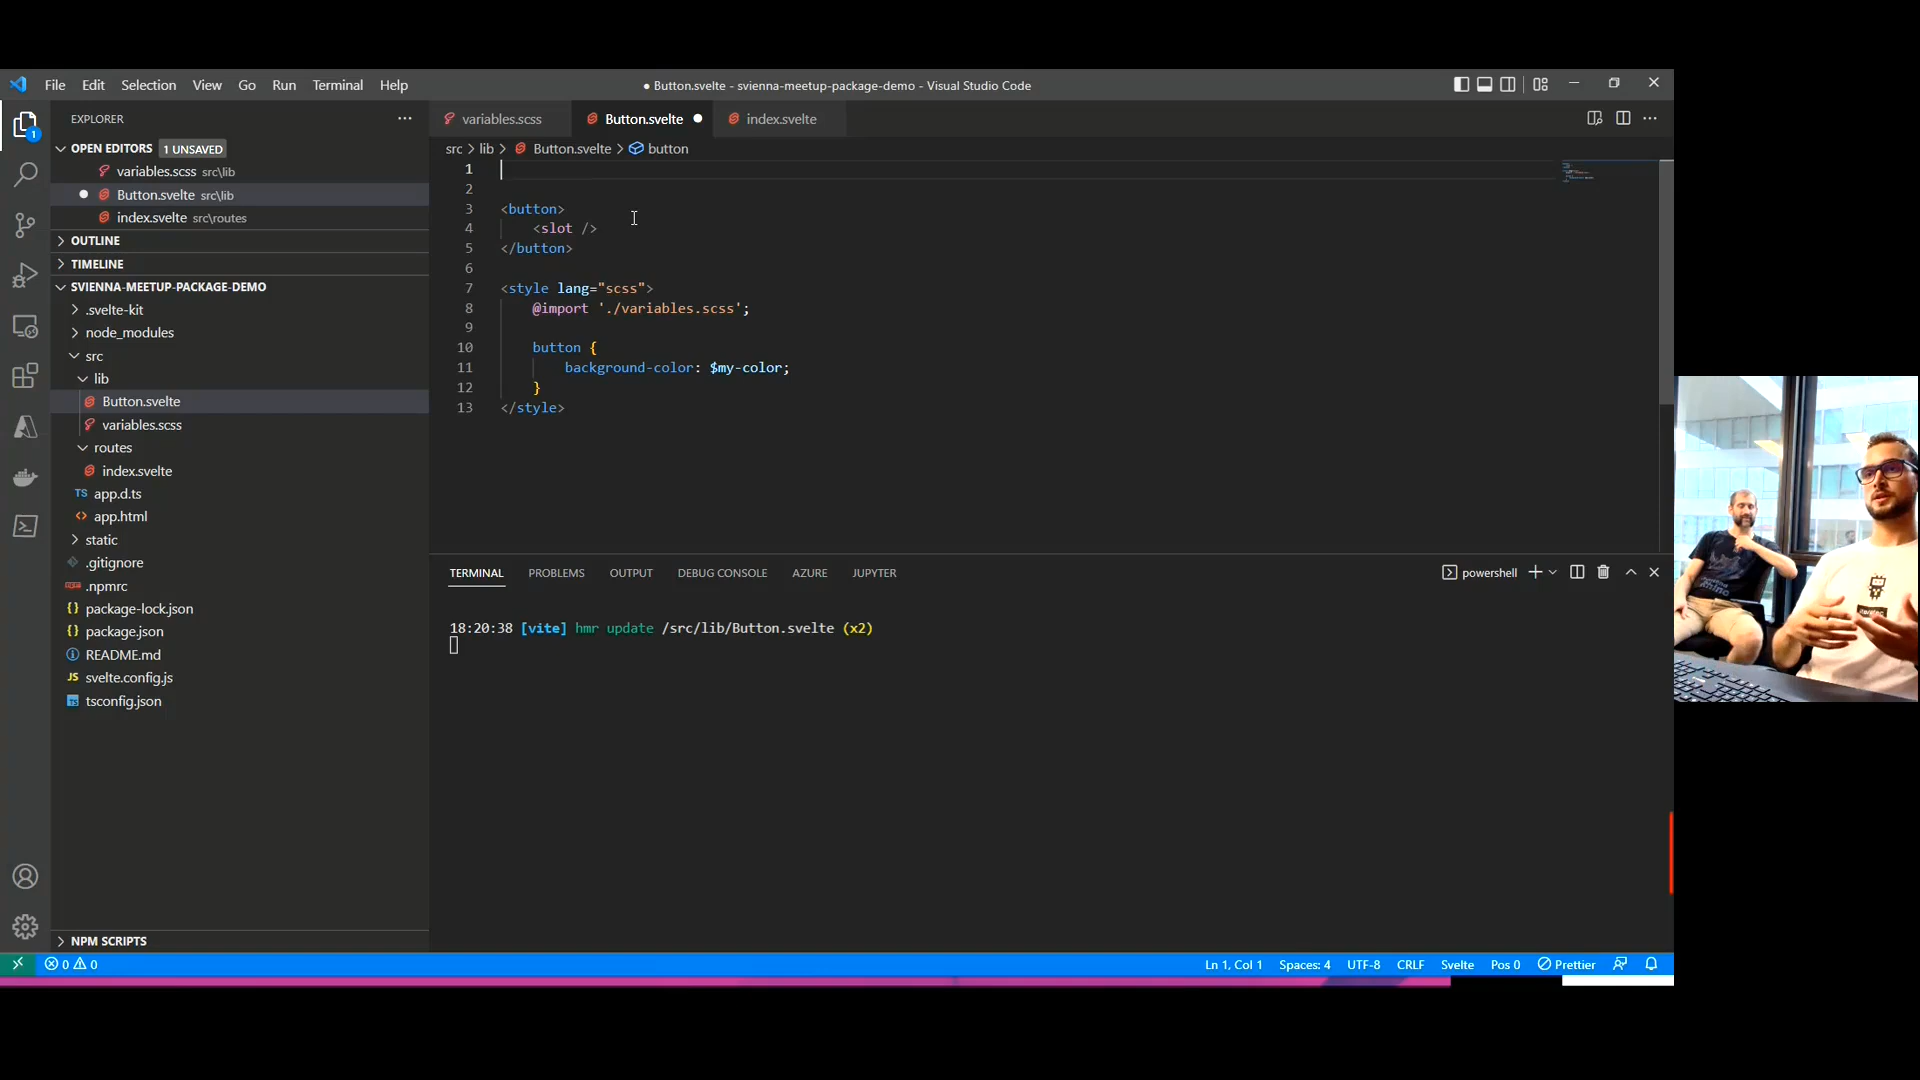 File Edit Selection View Go Run Terminal Help
● Button.svelte - svienna-meetup-package-demo - Visual Studio Code
EXPLORER
OPEN EDITORS 1 UNSAVED
variables.scss src\lib
Button.svelte src\lib
index.svelte src\routes
OUTLINE
TIMELINE
SVIENNA-MEETUP-PACKAGE-DEMO
.svelte-kit
node_modules
src
lib
Button.svelte
variables.scss
routes
index.svelte
TS app.d.ts
<> app.html
static
.gitignore
.npmrc
{} package-lock.json
{} package.json
README.md
JS svelte.config.js
tsconfig.json
NPM SCRIPTS
1
variables.scss Button.svelte index.svelte
src > lib > Button.svelte > button
1
2
3 <button>
4 <slot />
5 </button>
6
7 <style lang="scss">
8 @import './variables.scss';
9
10 button {
11 background-color: $my-color;
12 }
13 </style>
TERMINAL PROBLEMS OUTPUT DEBUG CONSOLE AZURE JUPYTER
powershell
18:20:38 [vite] hmr update /src/lib/Button.svelte (x2)
0 0
Ln 1, Col 1 Spaces: 4 UTF-8 CRLF Svelte Pos 0 Prettier